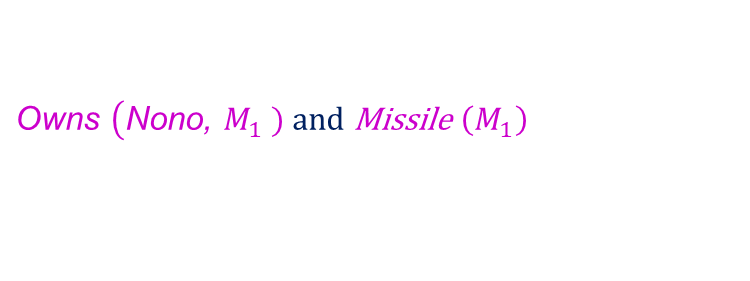 Owns (Nono, M₁ ) and Missile (M₁)